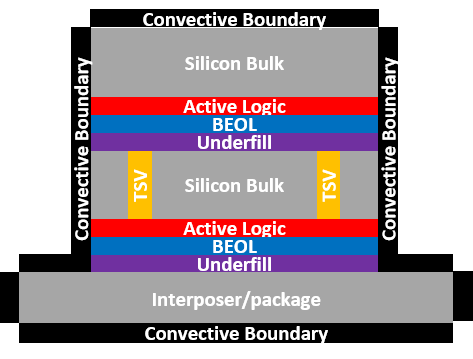 Convective Boundary
Silicon Bulk
Active Logic
BEOL
Underfill
Convective Boundary
Convective Boundary
TSV
Silicon Bulk
TSV
Active Logic
BEOL
Underfill
Interposer/package
Convective Boundary